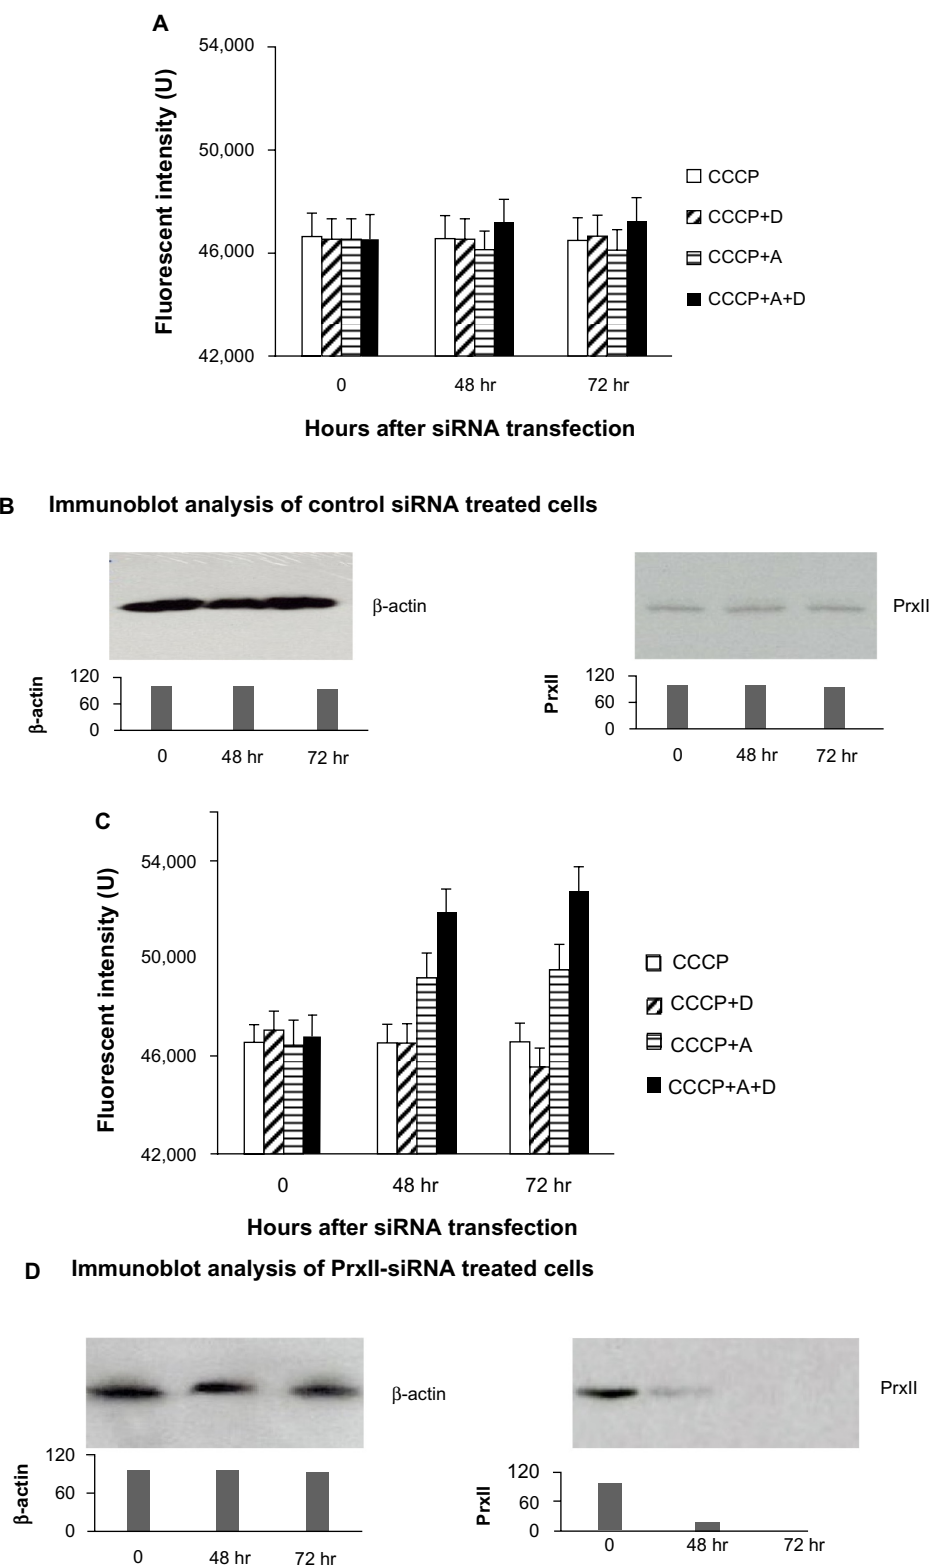 A
54,000
50,000
46,000
42,000
Fluorescent intensity (U)
0
48 hr
72 hr
Hours after siRNA transfection
CCCP
CCCP+D
CCCP+A
CCCP+A+D
B Immunoblot analysis of control siRNA treated cells
β-actin
PrxII
β-actin
120
60
0
0
48 hr
72 hr
PrxII
120
60
0
0
48 hr
72 hr
C
54,000
50,000
46,000
42,000
Fluorescent intensity (U)
0
48 hr
72 hr
Hours after siRNA transfection
CCCP
CCCP+D
CCCP+A
CCCP+A+D
D Immunoblot analysis of PrxII-siRNA treated cells
β-actin
PrxII
β-actin
120
60
0
0
48 hr
72 hr
PrxII
120
60
0
0
48 hr
72 hr